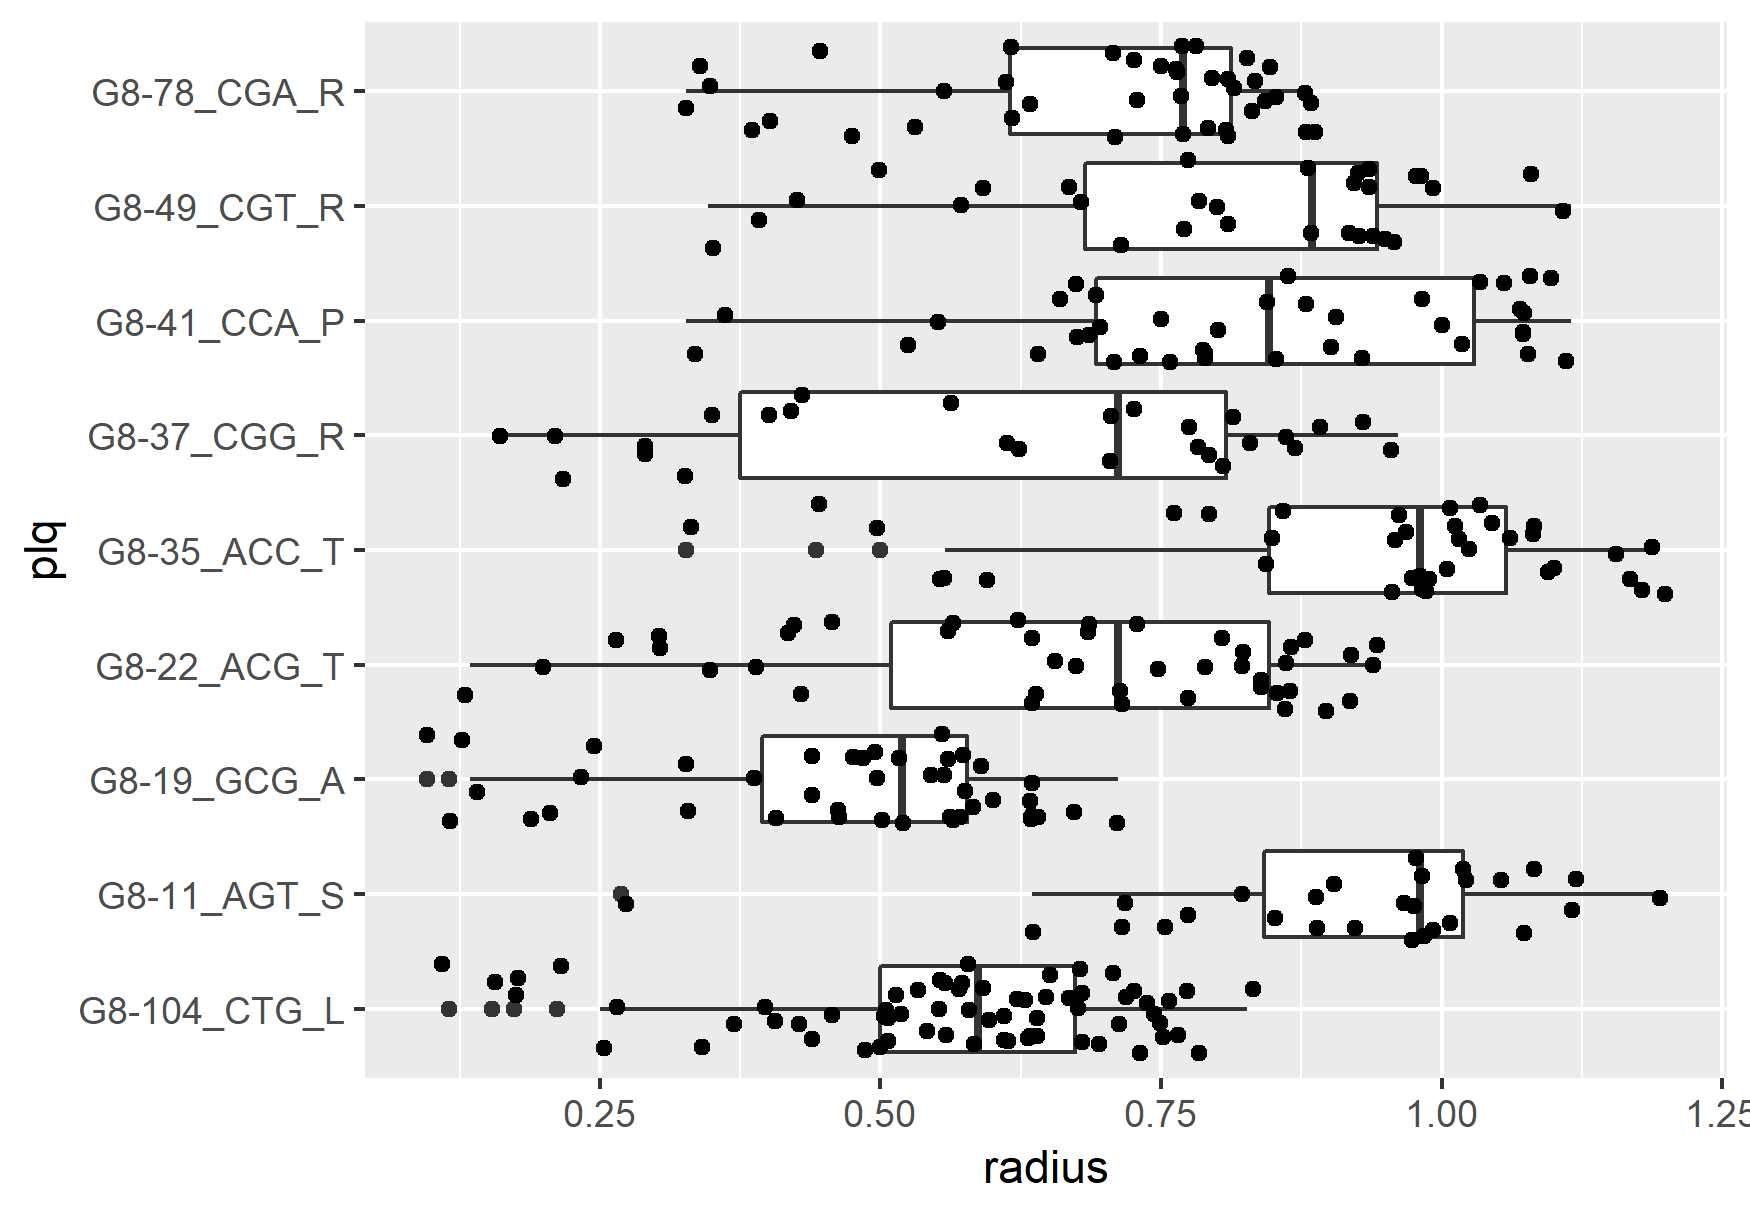 G8-78_CGA_R
G8-49_CGT_R
G8-41_CCA_P
G8-37_CGG_R
G8-35_ACC_T
G8-22_ACG_T
G8-19_GCG_A
G8-11_AGT_S
G8-104_CTG_L
plq
0.25 0.50 0.75 1.00 1.25
radius